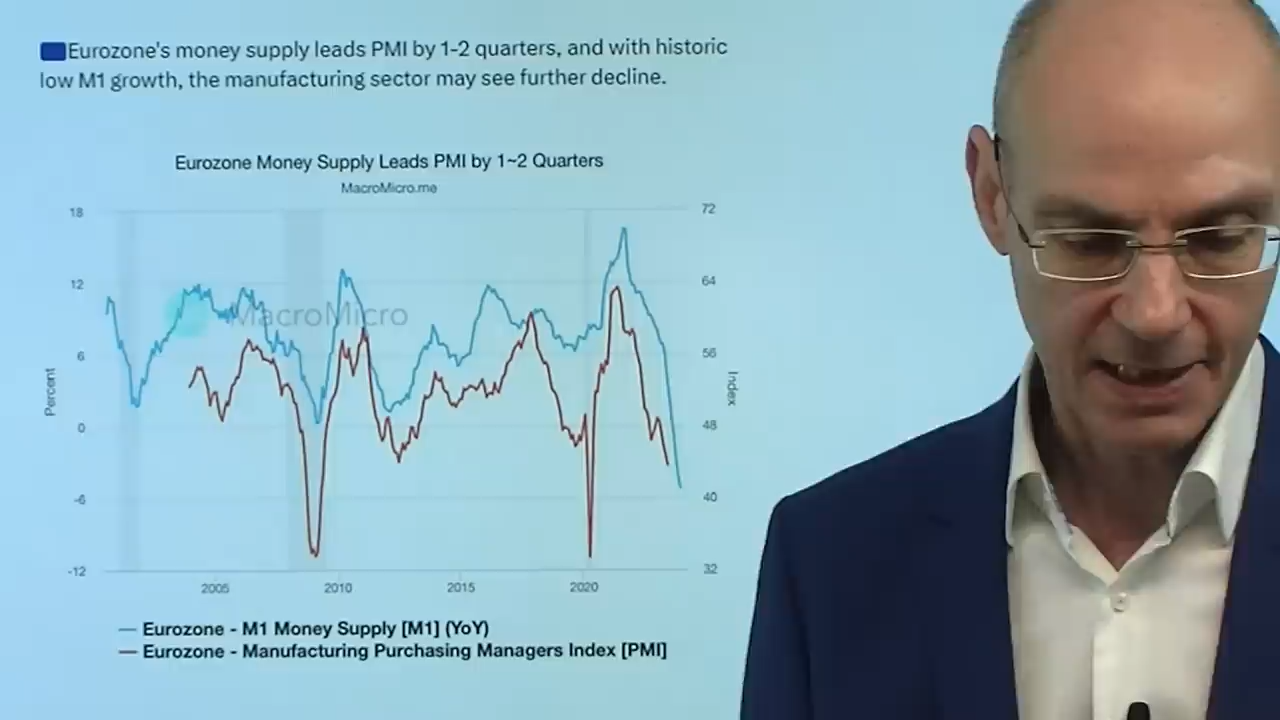 Eurozone's money supply leads PMI by 1-2 quarters, and with historic
low M1 growth, the manufacturing sector may see further decline.
Eurozone Money Supply Leads PMI by 1~2 Quarters
MacroMicro.me
18
72
12
64
MacroMicro
6
56
Percent
Index
0
48
-6
40
-12
32
2005
2010
2015
2020
Eurozone - M1 Money Supply [M1] (YoY)
Eurozone - Manufacturing Purchasing Managers Index [PMI]